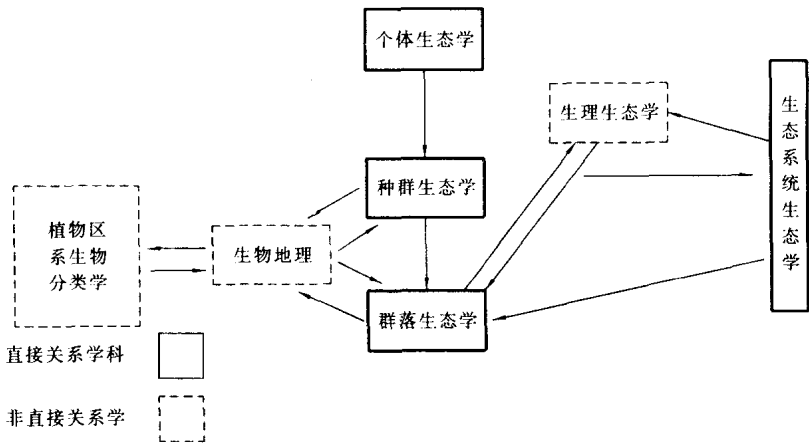 个体生态学
生理生态学
生态系统生态学
种群生态学
植物区
系生物
分类学
生物地理
群落生态学
直接关系学科
非直接关系学